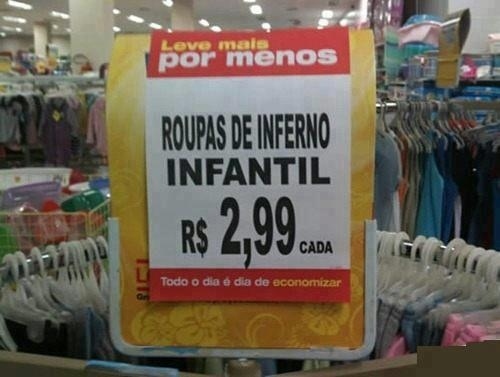 Leve mais
por menos
ROUPAS DE INFERNO
INFANTIL
R$ 2,99 CADA
Todo o dia é dia de economizar